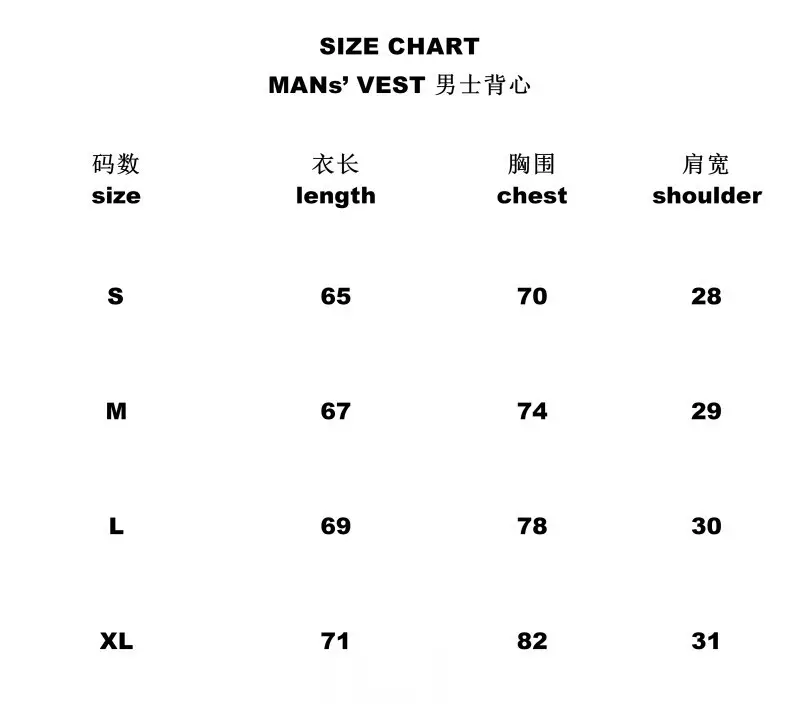 SIZE CHART
MANs’ VEST 男士背心
码数 衣长 胸围 肩宽
size length chest shoulder
S 65 70 28
M 67 74 29
L 69 78 30
XL 71 82 31